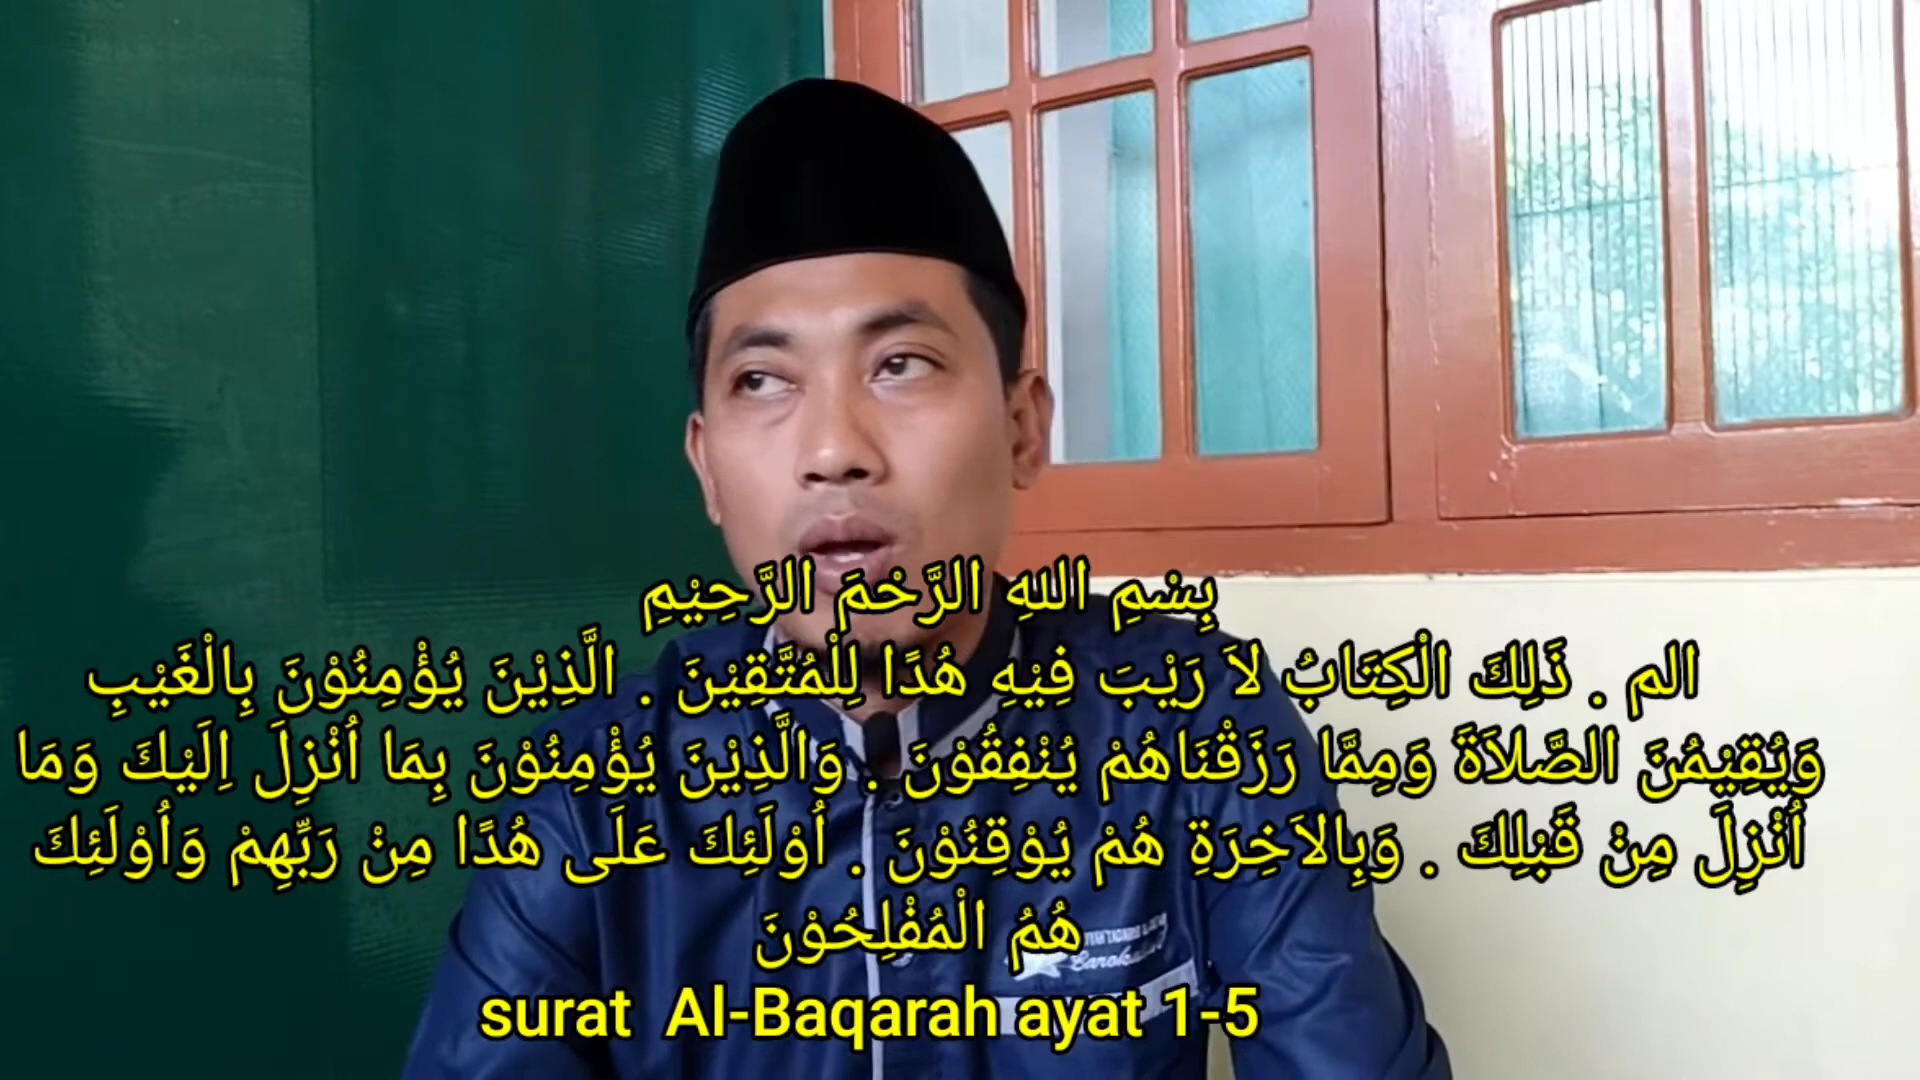 بِسْمِ اللهِ الرَّحْمَ الرَّحِيْمِ
الم . ذَلِكَ الْكِتَابُ لاَ رَيْبَ فِيْهِ هُدًا لِلْمُتَّقِيْنَ . الَّذِيْنَ يُؤْمِنُوْنَ بِالْغَيْبِ
وَيُقِيْمُنَ الصَّلاَةَ وَمِمَّا رَزَقْنَاهُمْ يُنْفِقُوْنَ . وَالَّذِيْنَ يُؤْمِنُوْنَ بِمَا اُنْزِلَ اِلَيْكَ وَمَا
اُنْزِلَ مِنْ قَبْلِكَ . وَبِالاَخِرَةِ هُمْ يُوْقِنُوْنَ . اُوْلَئِكَ عَلَى هُدًا مِنْ رَبِّهِمْ وَاُوْلَئِكَ
هُمُ الْمُفْلِحُوْنَ
surat Al-Baqarah ayat 1-5